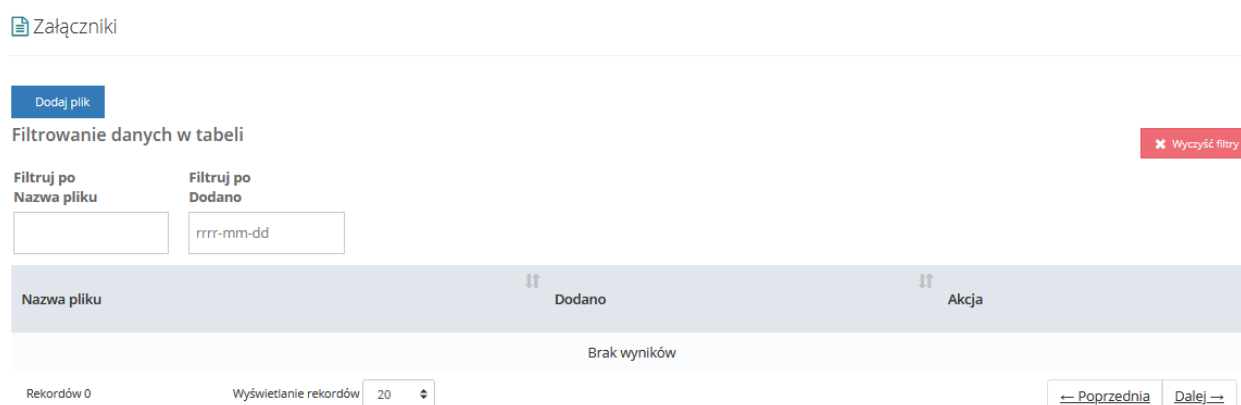 Załączniki
Dodaj plik
Filtrowanie danych w tabeli
Wyczyść filtry
Filtruj po Nazwa pliku
Filtruj po Dodano
rrrr-mm-dd
Nazwa pliku Dodano Akcja
Brak wyników
Rekordów 0 Wyświetlanie rekordów 20 ← Poprzednia Dalej →